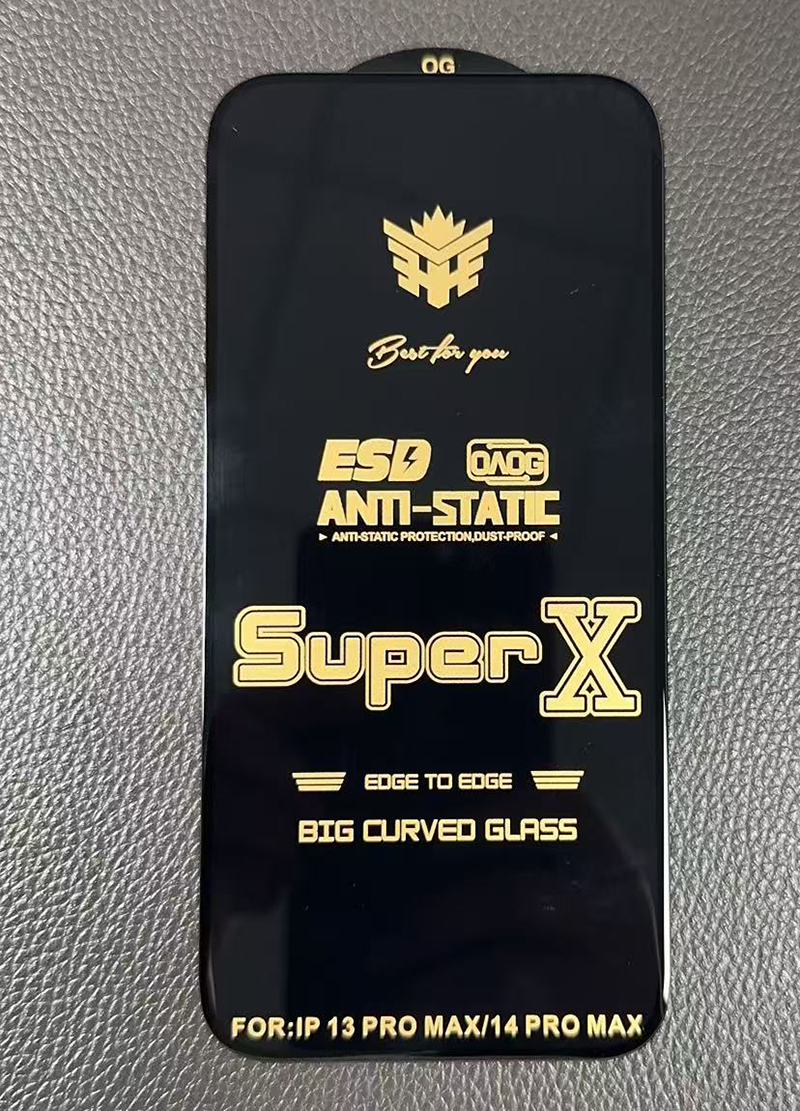 OG
Best for you
ESD OVOG
ANTI-STATIC
► ANTI-STATIC PROTECTION,DUST-PROOF ◄
Super X
EDGE TO EDGE
BIG CURVED GLASS
FOR:IP 13 PRO MAX/14 PRO MAX